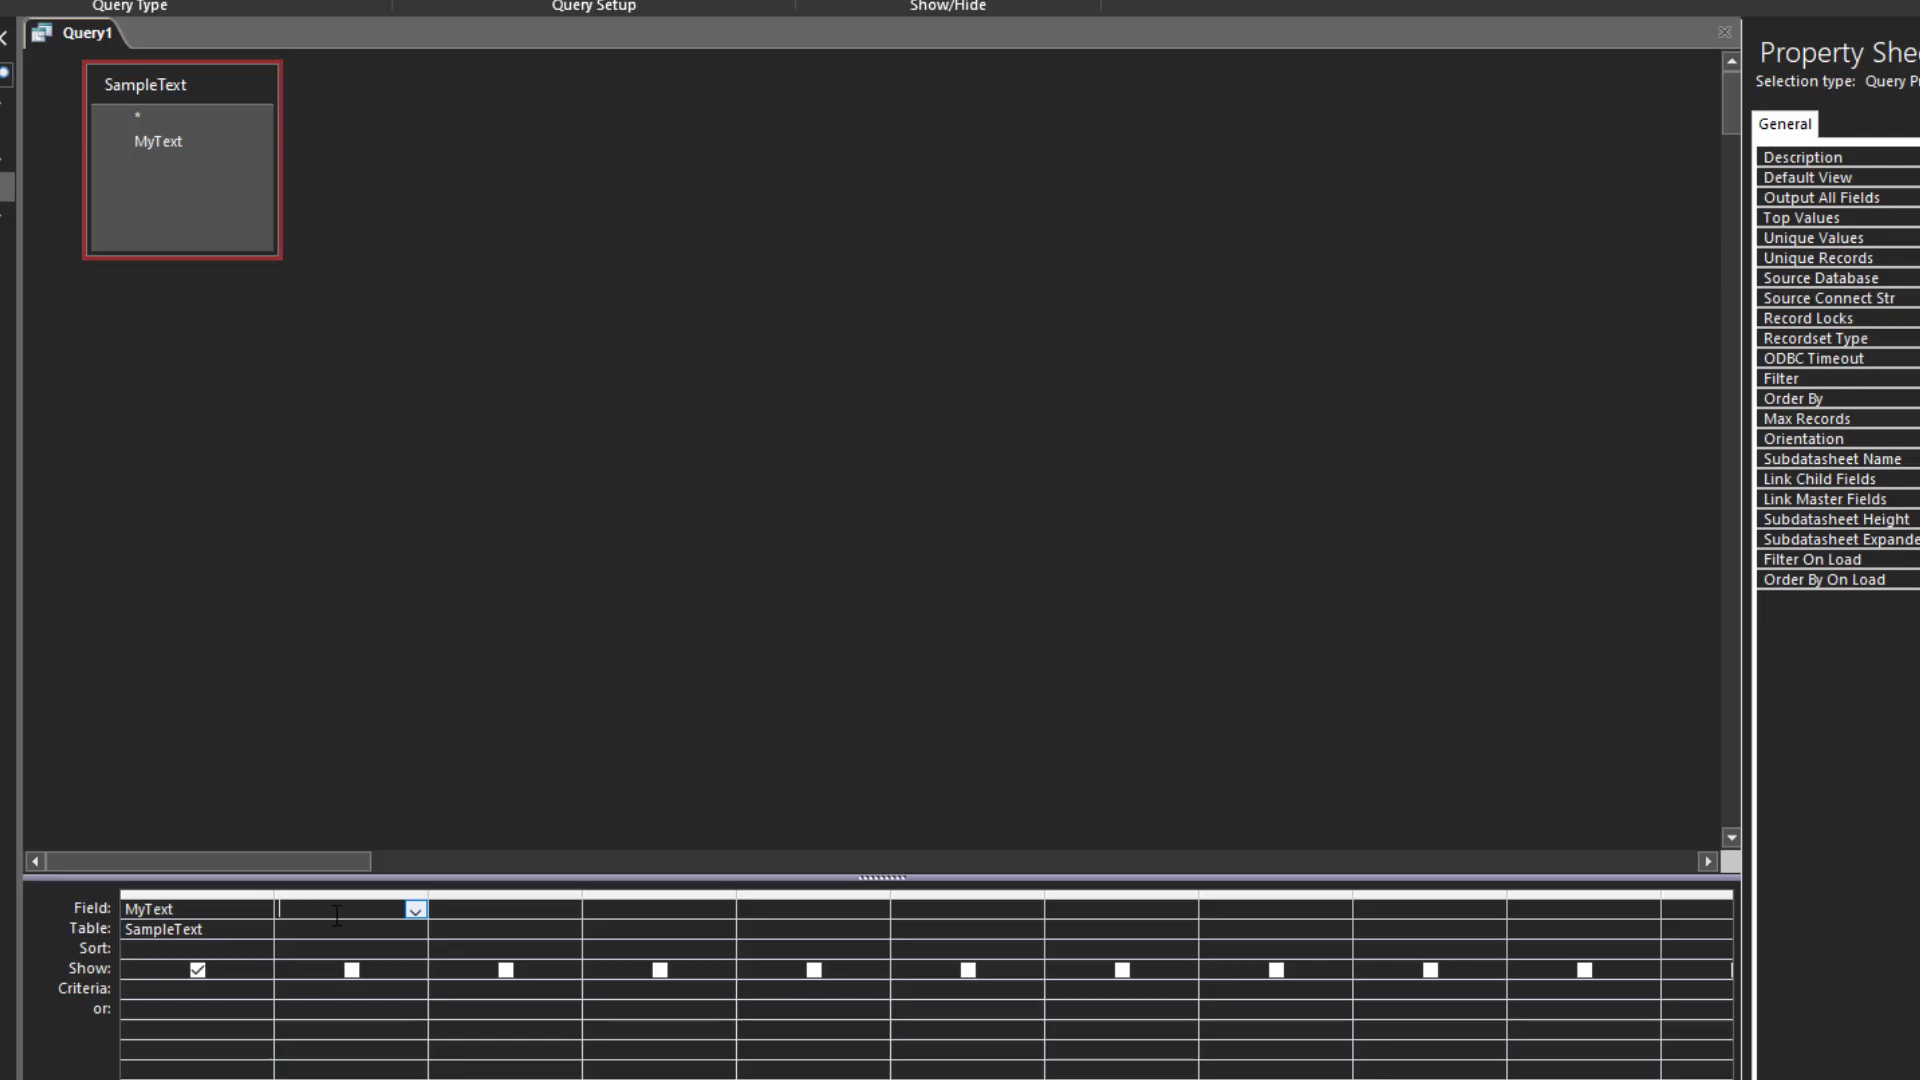 Query Type
Query Setup
Show/Hide
Query1
SampleText
*
MyText
Property She
Selection type: Query P
General
Description
Default View
Output All Fields
Top Values
Unique Values
Unique Records
Source Database
Source Connect Str
Record Locks
Recordset Type
ODBC Timeout
Filter
Order By
Max Records
Orientation
Subdatasheet Name
Link Child Fields
Link Master Fields
Subdatasheet Height
Subdatasheet Expande
Filter On Load
Order By On Load
Field: MyText
Table: SampleText
Sort:
Show:
Criteria:
or: